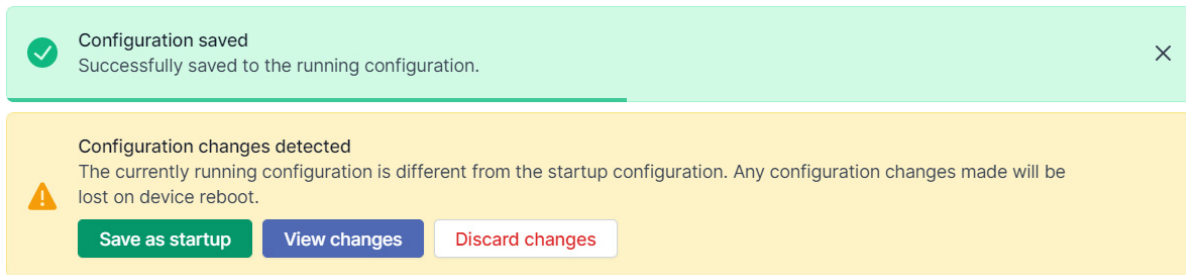 Configuration saved
Successfully saved to the running configuration.
Configuration changes detected
The currently running configuration is different from the startup configuration. Any configuration changes made will be
lost on device reboot.
Save as startup
View changes
Discard changes